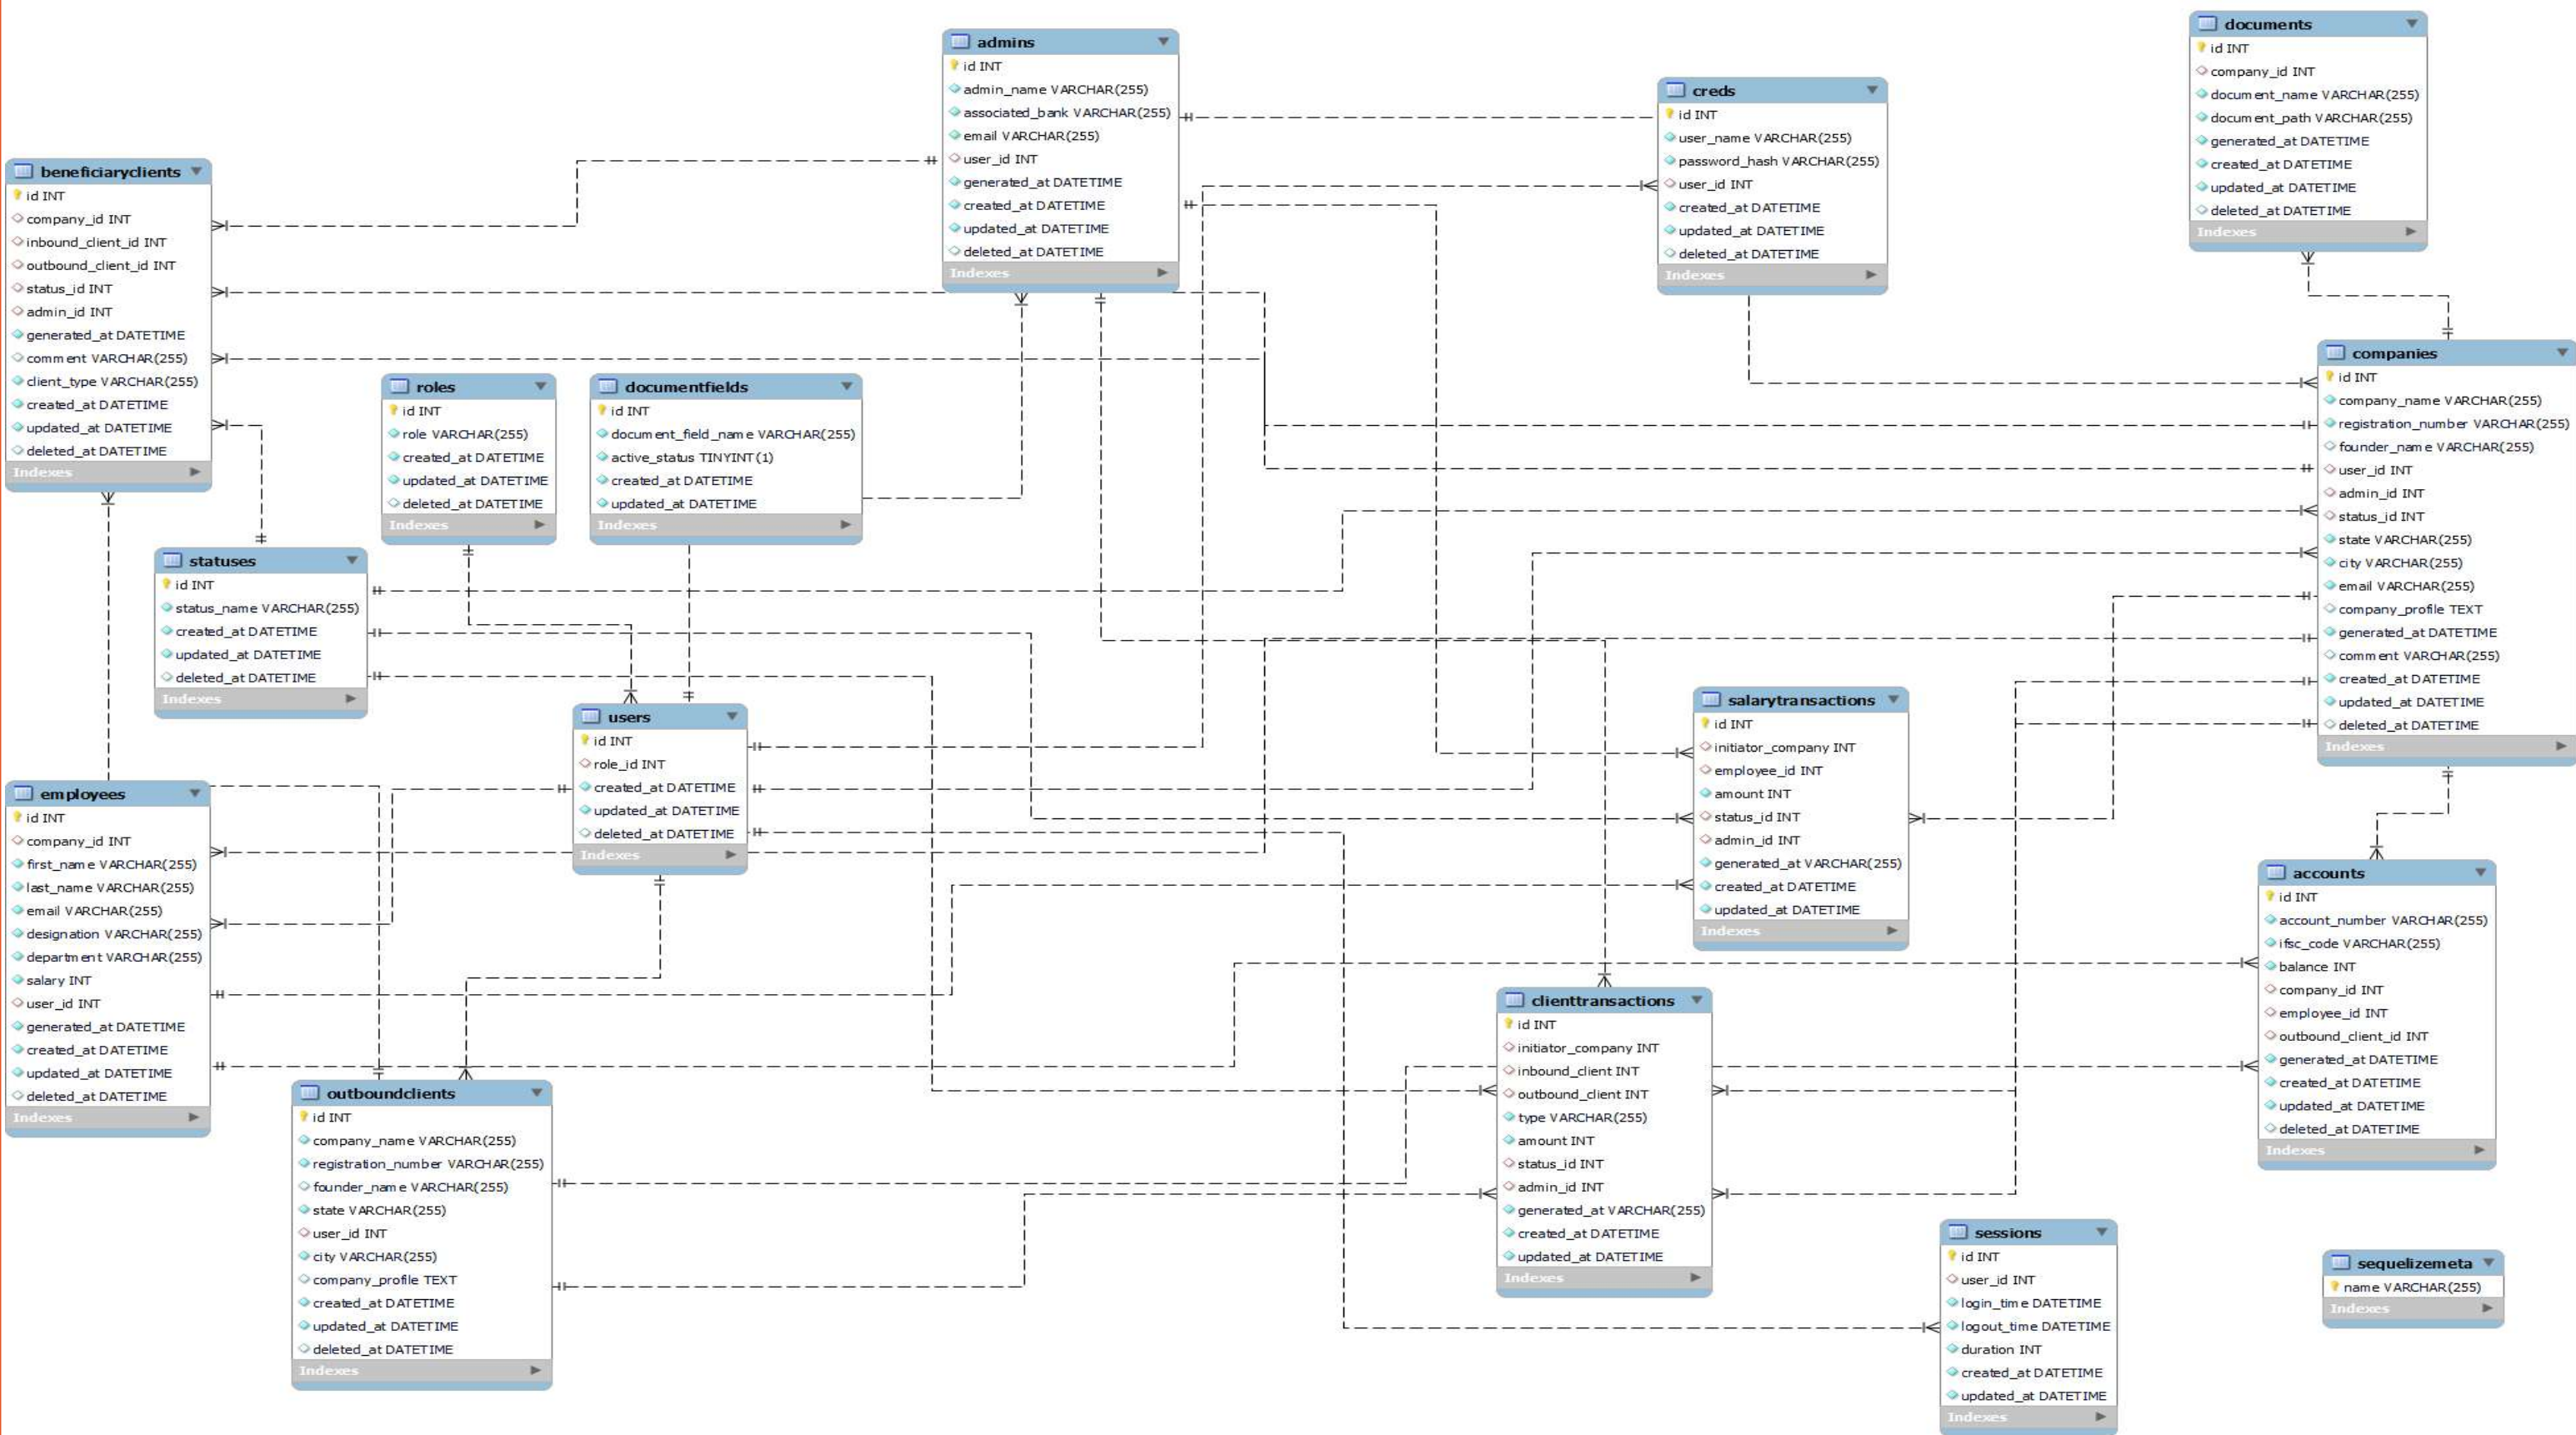 admins
id INT
admin_name VARCHAR(255)
associated_bank VARCHAR(255)
email VARCHAR(255)
user_id INT
generated_at DATETIME
created_at DATETIME
updated_at DATETIME
deleted_at DATETIME
Indexes
documents
id INT
company_id INT
document_name VARCHAR(255)
document_path VARCHAR(255)
generated_at DATETIME
created_at DATETIME
updated_at DATETIME
deleted_at DATETIME
Indexes
creds
id INT
user_name VARCHAR(255)
password_hash VARCHAR(255)
user_id INT
created_at DATETIME
updated_at DATETIME
deleted_at DATETIME
Indexes
beneficiaryclients
id INT
company_id INT
inbound_client_id INT
outbound_client_id INT
status_id INT
admin_id INT
generated_at DATETIME
comment VARCHAR(255)
client_type VARCHAR(255)
created_at DATETIME
updated_at DATETIME
deleted_at DATETIME
Indexes
roles
id INT
role VARCHAR(255)
created_at DATETIME
updated_at DATETIME
deleted_at DATETIME
Indexes
documentfields
id INT
document_field_name VARCHAR(255)
active_status TINYINT(1)
created_at DATETIME
updated_at DATETIME
Indexes
companies
id INT
company_name VARCHAR(255)
registration_number VARCHAR(255)
founder_name VARCHAR(255)
user_id INT
admin_id INT
status_id INT
state VARCHAR(255)
city VARCHAR(255)
email VARCHAR(255)
company_profile TEXT
generated_at DATETIME
comment VARCHAR(255)
created_at DATETIME
updated_at DATETIME
deleted_at DATETIME
Indexes
statuses
id INT
status_name VARCHAR(255)
created_at DATETIME
updated_at DATETIME
deleted_at DATETIME
Indexes
users
id INT
role_id INT
created_at DATETIME
updated_at DATETIME
deleted_at DATETIME
Indexes
salarytransactions
id INT
initiator_company INT
employee_id INT
amount INT
status_id INT
admin_id INT
generated_at VARCHAR(255)
created_at DATETIME
updated_at DATETIME
Indexes
employees
id INT
company_id INT
first_name VARCHAR(255)
last_name VARCHAR(255)
email VARCHAR(255)
designation VARCHAR(255)
department VARCHAR(255)
salary INT
user_id INT
generated_at DATETIME
created_at DATETIME
updated_at DATETIME
deleted_at DATETIME
Indexes
accounts
id INT
account_number VARCHAR(255)
ifsc_code VARCHAR(255)
balance INT
company_id INT
employee_id INT
outbound_client_id INT
generated_at DATETIME
created_at DATETIME
updated_at DATETIME
deleted_at DATETIME
Indexes
clienttransactions
id INT
initiator_company INT
inbound_client INT
outbound_client INT
type VARCHAR(255)
amount INT
status_id INT
admin_id INT
generated_at VARCHAR(255)
created_at DATETIME
updated_at DATETIME
Indexes
outboundclients
id INT
company_name VARCHAR(255)
registration_number VARCHAR(255)
founder_name VARCHAR(255)
state VARCHAR(255)
user_id INT
city VARCHAR(255)
company_profile TEXT
created_at DATETIME
updated_at DATETIME
deleted_at DATETIME
Indexes
sessions
id INT
user_id INT
login_time DATETIME
logout_time DATETIME
duration INT
created_at DATETIME
updated_at DATETIME
Indexes
sequelizemeta
name VARCHAR(255)
Indexes